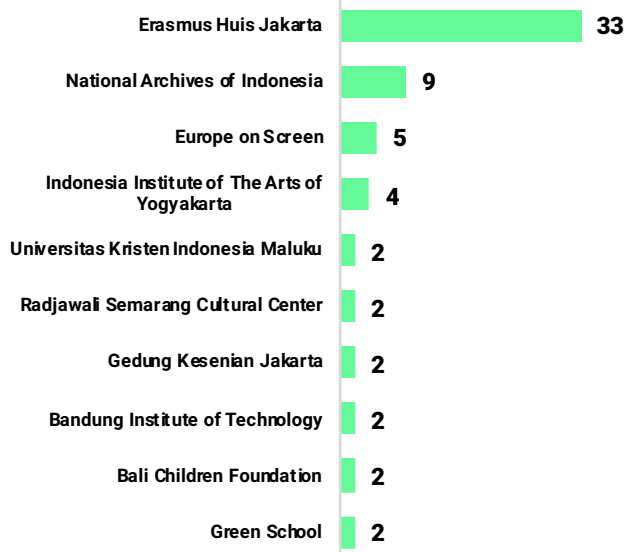 Erasmus Huis Jakarta 33
National Archives of Indonesia 9
Europe on Screen 5
Indonesia Institute of The Arts of
Yogyakarta 4
Universitas Kristen Indonesia Maluku 2
Radjawali Semarang Cultural Center 2
Gedung Kesenian Jakarta 2
Bandung Institute of Technology 2
Bali Children Foundation 2
Green School 2